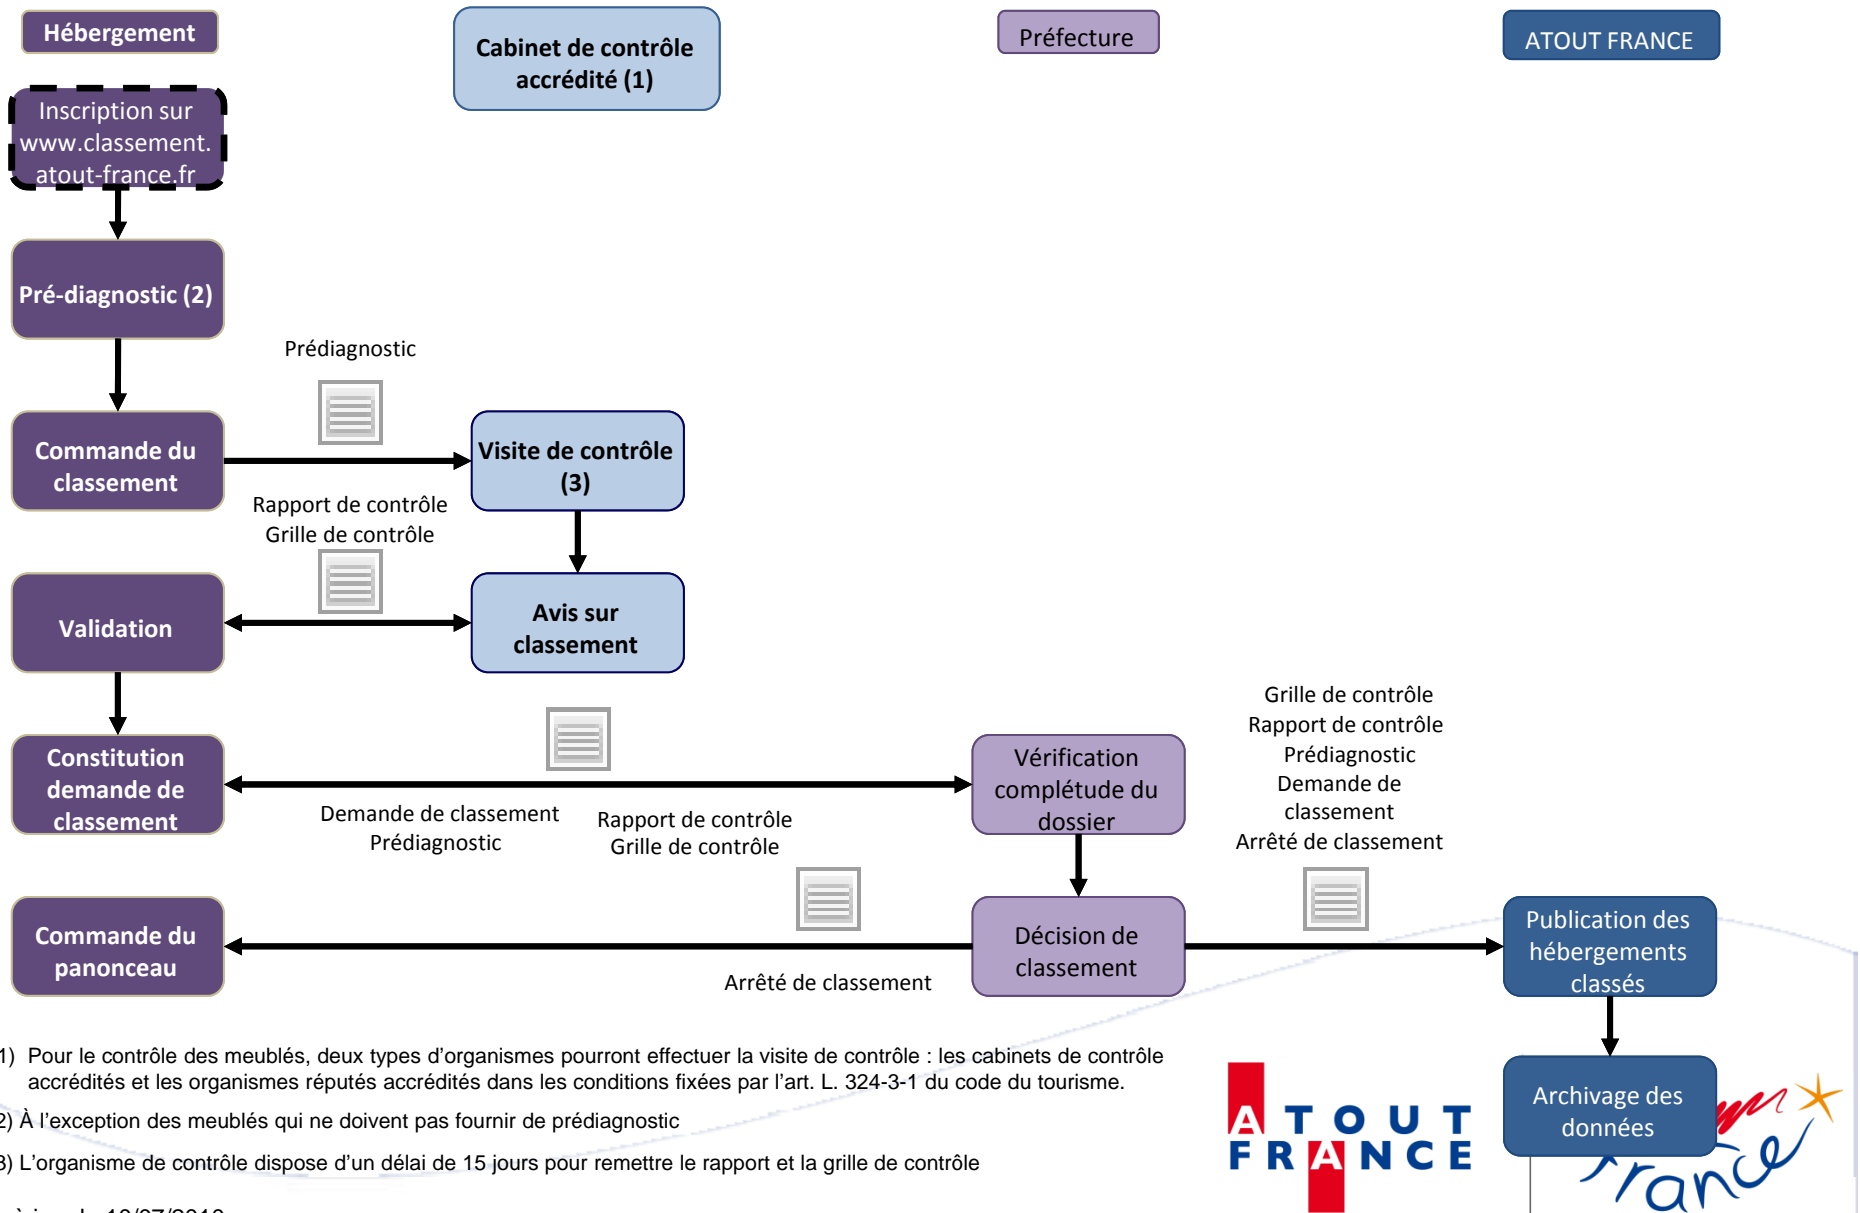 Hébergement
Cabinet de contrôle
accrédité (1)
Préfecture
ATOUT FRANCE
Inscription sur
www.classement.
atout-france.fr
Pré-diagnostic (2)
Prédiagnostic
Commande du
classement
Visite de contrôle
(3)
Rapport de contrôle
Grille de contrôle
Validation
Avis sur
classement
Constitution
demande de
classement
Demande de classement
Prédiagnostic
Rapport de contrôle
Grille de contrôle
Vérification
complétude du
dossier
Grille de contrôle
Rapport de contrôle
Prédiagnostic
Demande de
classement
Arrêté de classement
Commande du
panonceau
Arrêté de classement
Décision de
classement
Publication des
hébergements
classés
Archivage des
données
1) Pour le contrôle des meublés, deux types d’organismes pourront effectuer la visite de contrôle : les cabinets de contrôle
accrédités et les organismes réputés accrédités dans les conditions fixées par l’art. L. 324-3-1 du code du tourisme.
2) À l’exception des meublés qui ne doivent pas fournir de prédiagnostic
3) L’organisme de contrôle dispose d’un délai de 15 jours pour remettre le rapport et la grille de contrôle
ATOUT
FRANCE
france